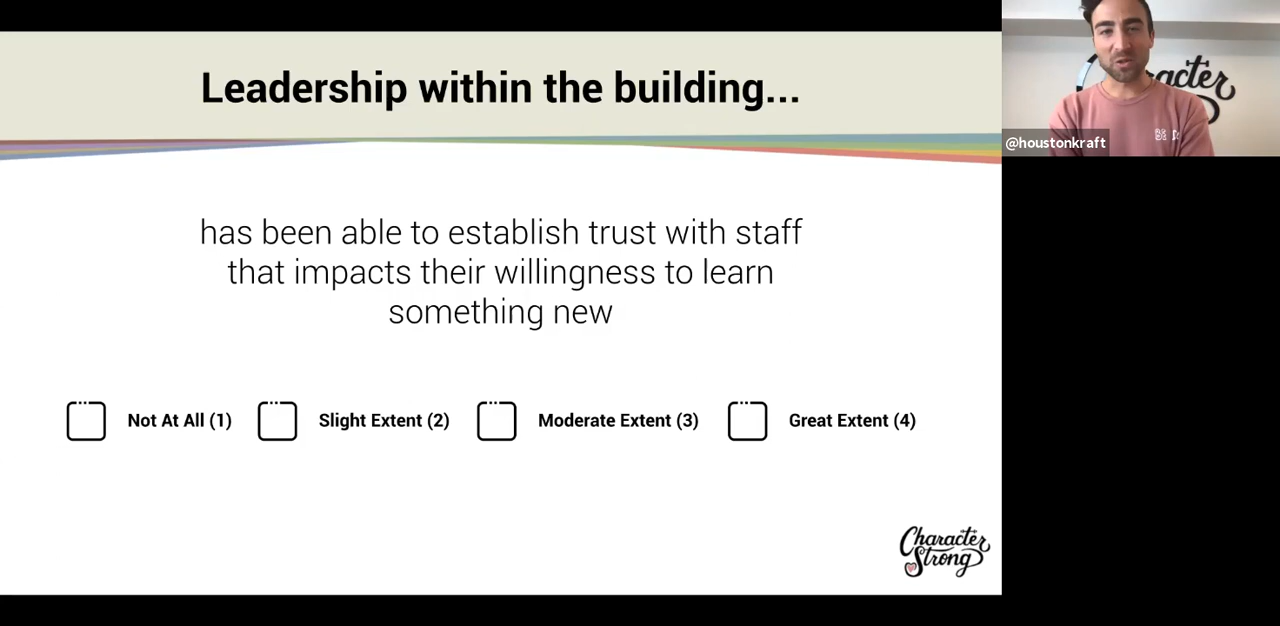 Leadership within the building...
has been able to establish trust with staff
that impacts their willingness to learn
something new
Not At All (1) Slight Extent (2) Moderate Extent (3) Great Extent (4)
Character
Strong
@houstonkraft